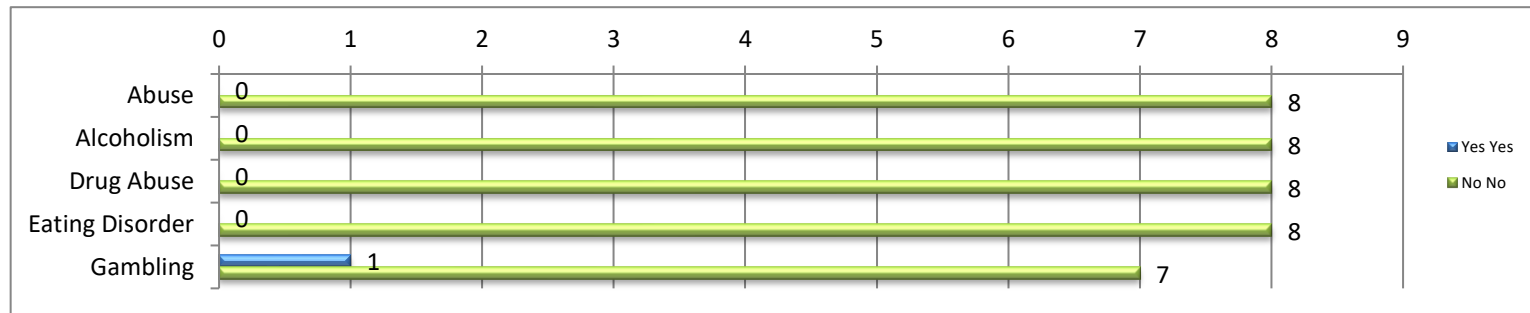 0 1 2 3 4 5 6 7 8 9
Abuse 0 8
Alcoholism 0 8
Drug Abuse 0 8
Eating Disorder 0 8
Gambling 1 7
Yes Yes
No No